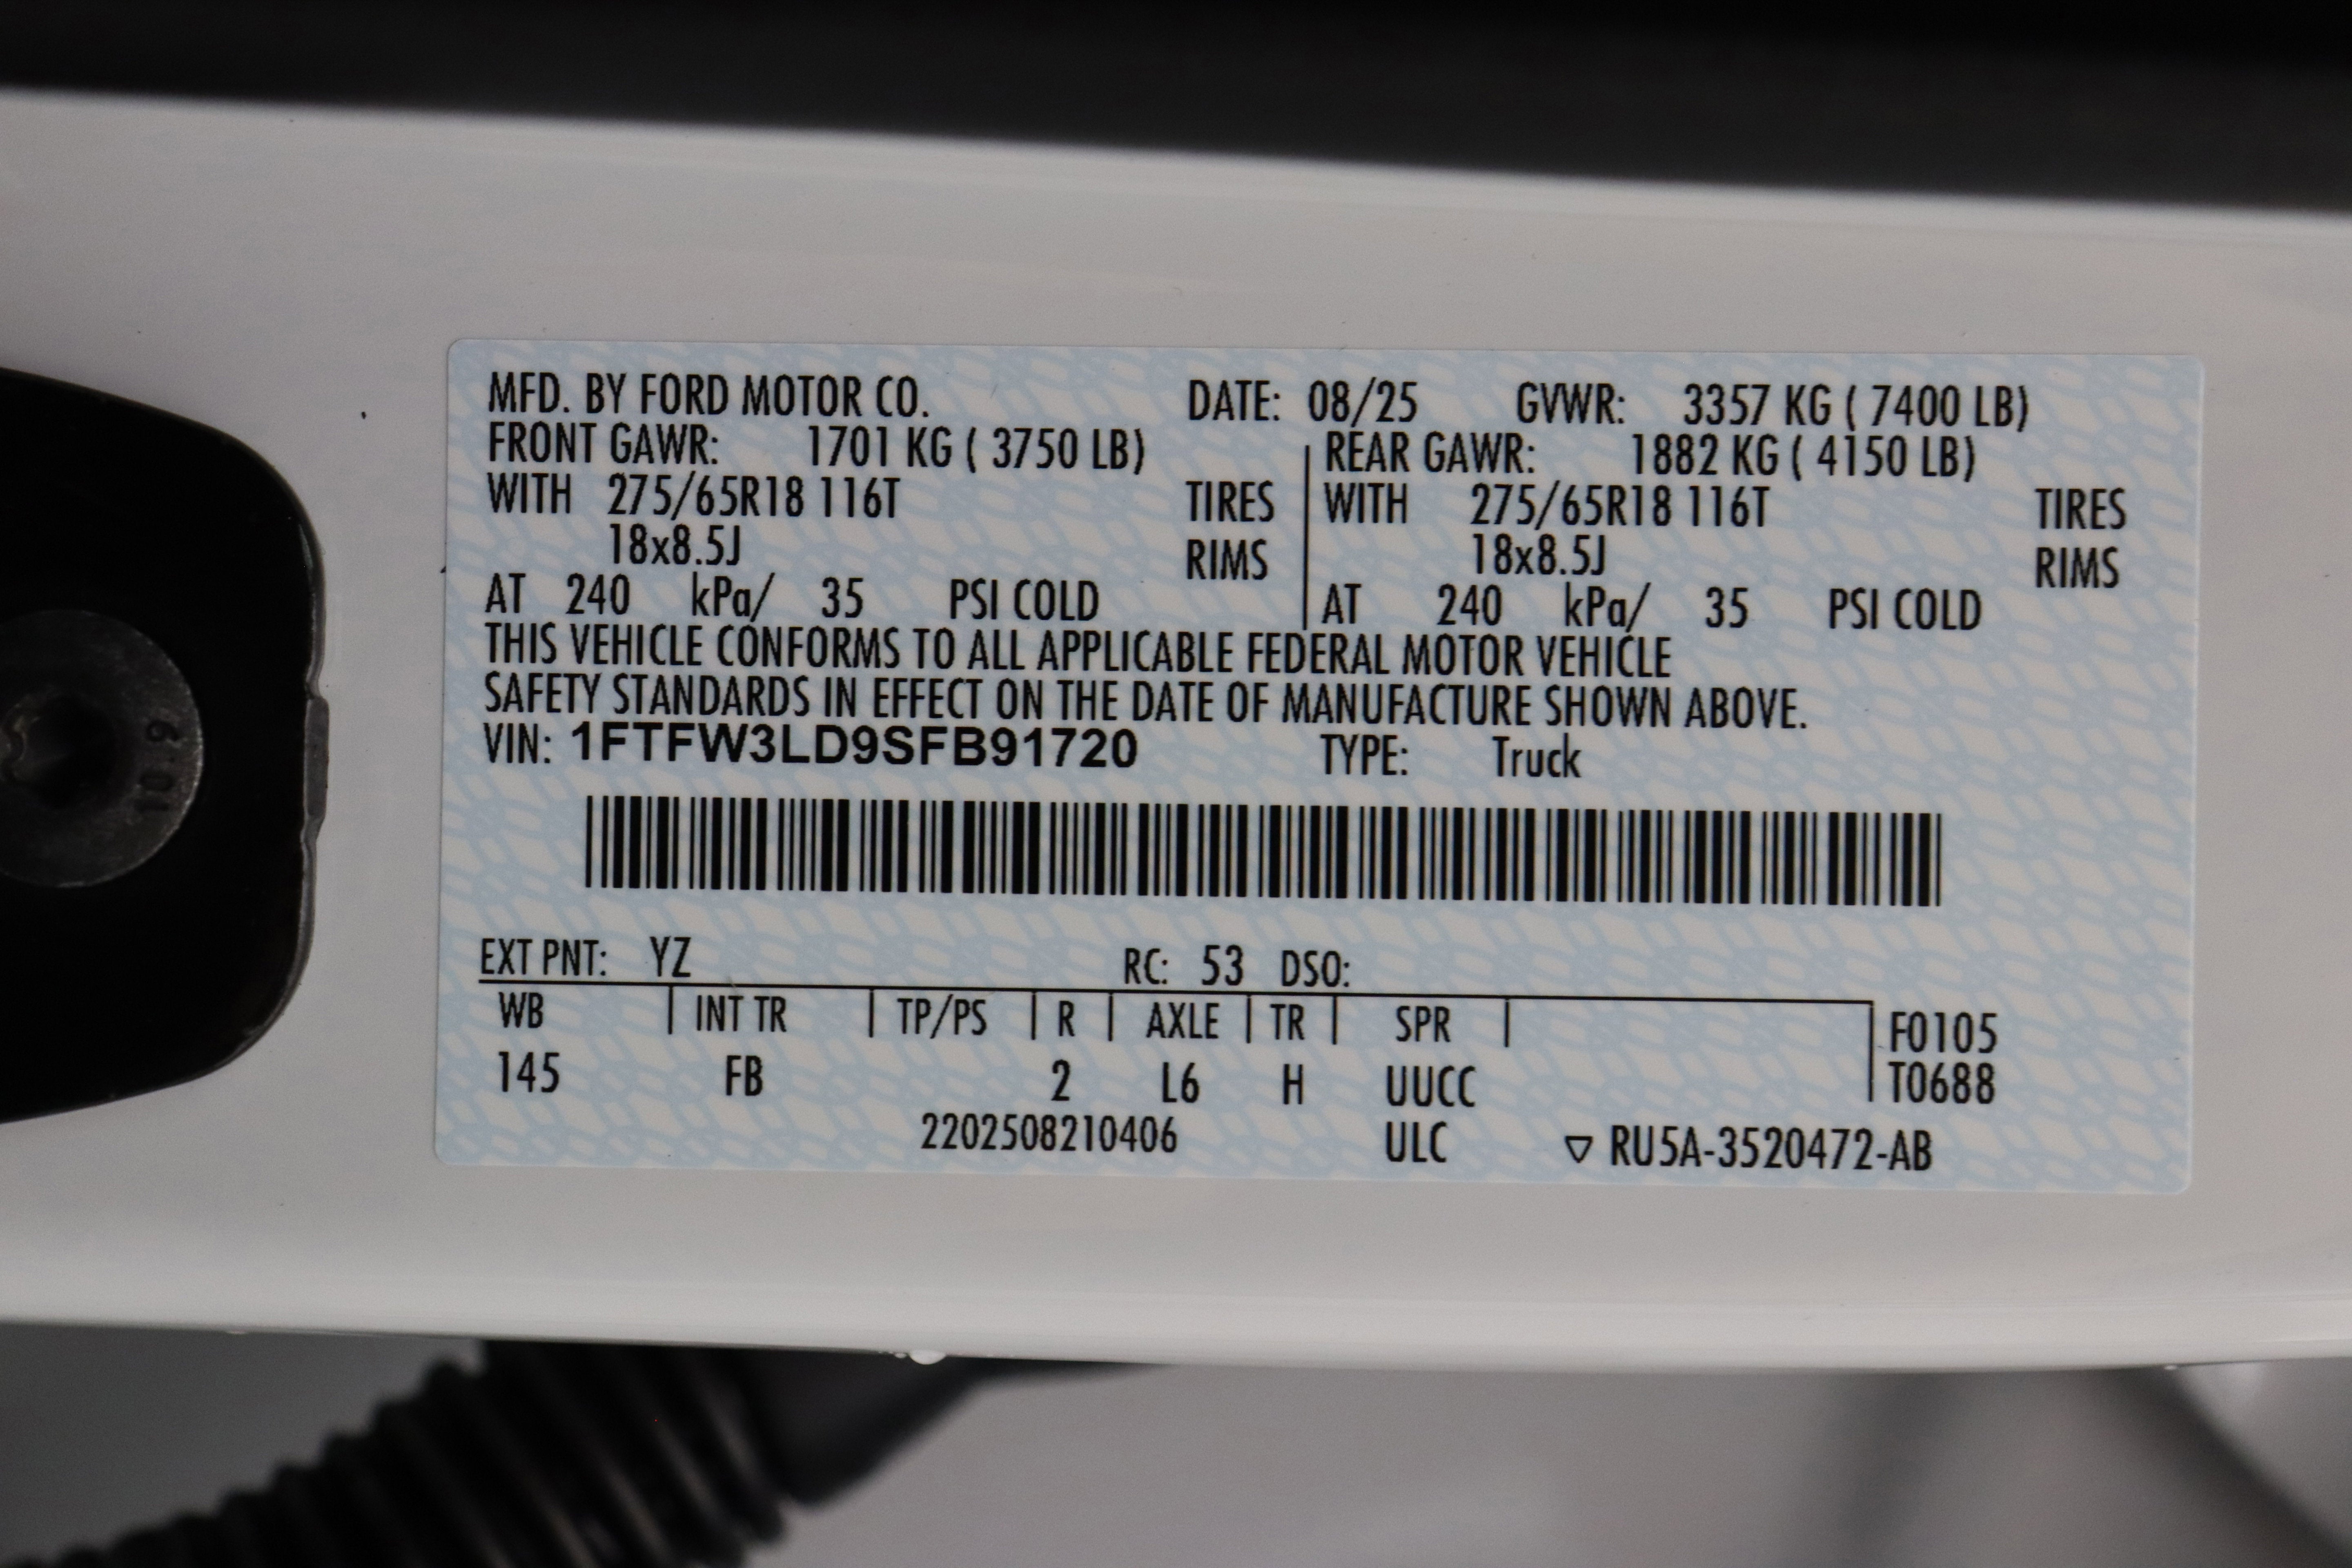 MFD. BY FORD MOTOR CO. DATE: 08/25 GVWR: 3357 KG ( 7400 LB)
FRONT GAWR: 1701 KG ( 3750 LB) REAR GAWR: 1882 KG ( 4150 LB)
WITH 275/65R18 116T TIRES WITH 275/65R18 116T TIRES
18x8.5J RIMS 18x8.5J RIMS
AT 240 kPa/ 35 PSI COLD AT 240 kPa/ 35 PSI COLD
THIS VEHICLE CONFORMS TO ALL APPLICABLE FEDERAL MOTOR VEHICLE
SAFETY STANDARDS IN EFFECT ON THE DATE OF MANUFACTURE SHOWN ABOVE.
VIN: 1FTFW3LD9SFB91720 TYPE: Truck
EXT PNT: YZ RC: 53 DSO:
WB INT TR TP/PS R AXLE TR SPR F0105
145 FB 2 L6 H UUCC T0688
2202508210406 ULC ▽ RU5A-3520472-AB
10.9